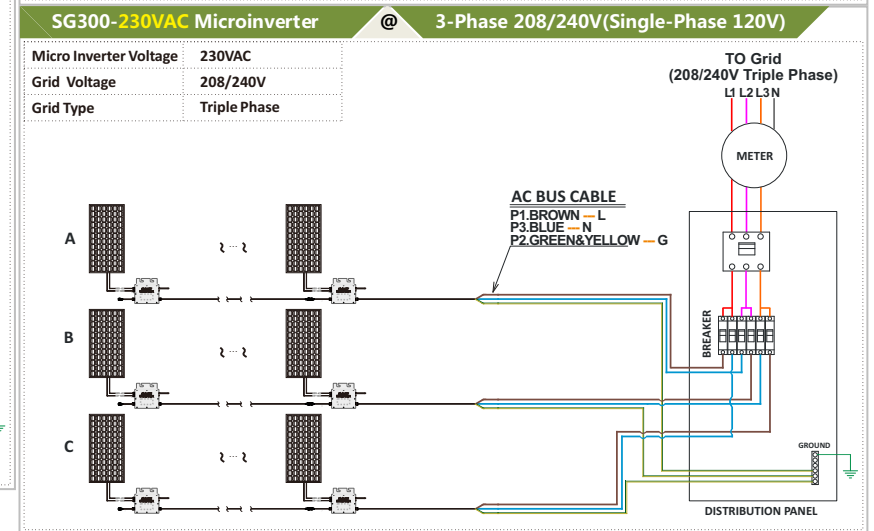 SG300-230VAC Microinverter @ 3-Phase 208/240V(Single-Phase 120V)
Micro Inverter Voltage 230VAC
Grid Voltage 208/240V
Grid Type Triple Phase
TO Grid
(208/240V Triple Phase)
L1 L2 L3 N
METER
AC BUS CABLE
P1.BROWN --- L
P3.BLUE --- N
P2.GREEN&YELLOW --- G
A
B
C
BREAKER
GROUND
DISTRIBUTION PANEL